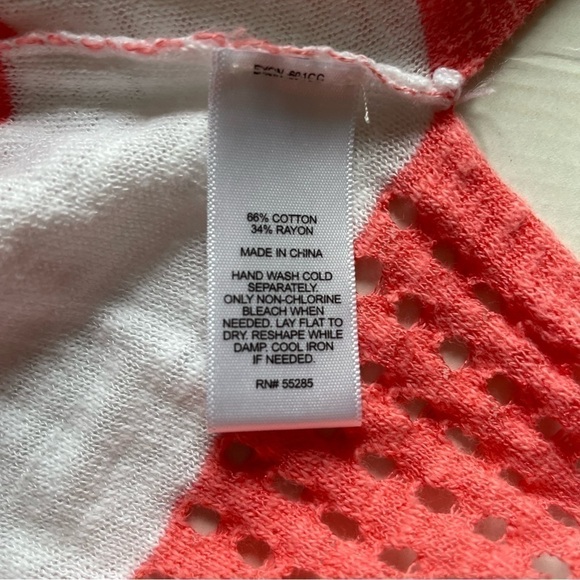 66% COTTON
34% RAYON
MADE IN CHINA
HAND WASH COLD
SEPARATELY.
ONLY NON-CHLORINE
BLEACH WHEN
NEEDED. LAY FLAT TO
DRY. RESHAPE WHILE
DAMP. COOL IRON
IF NEEDED.
RN# 55285